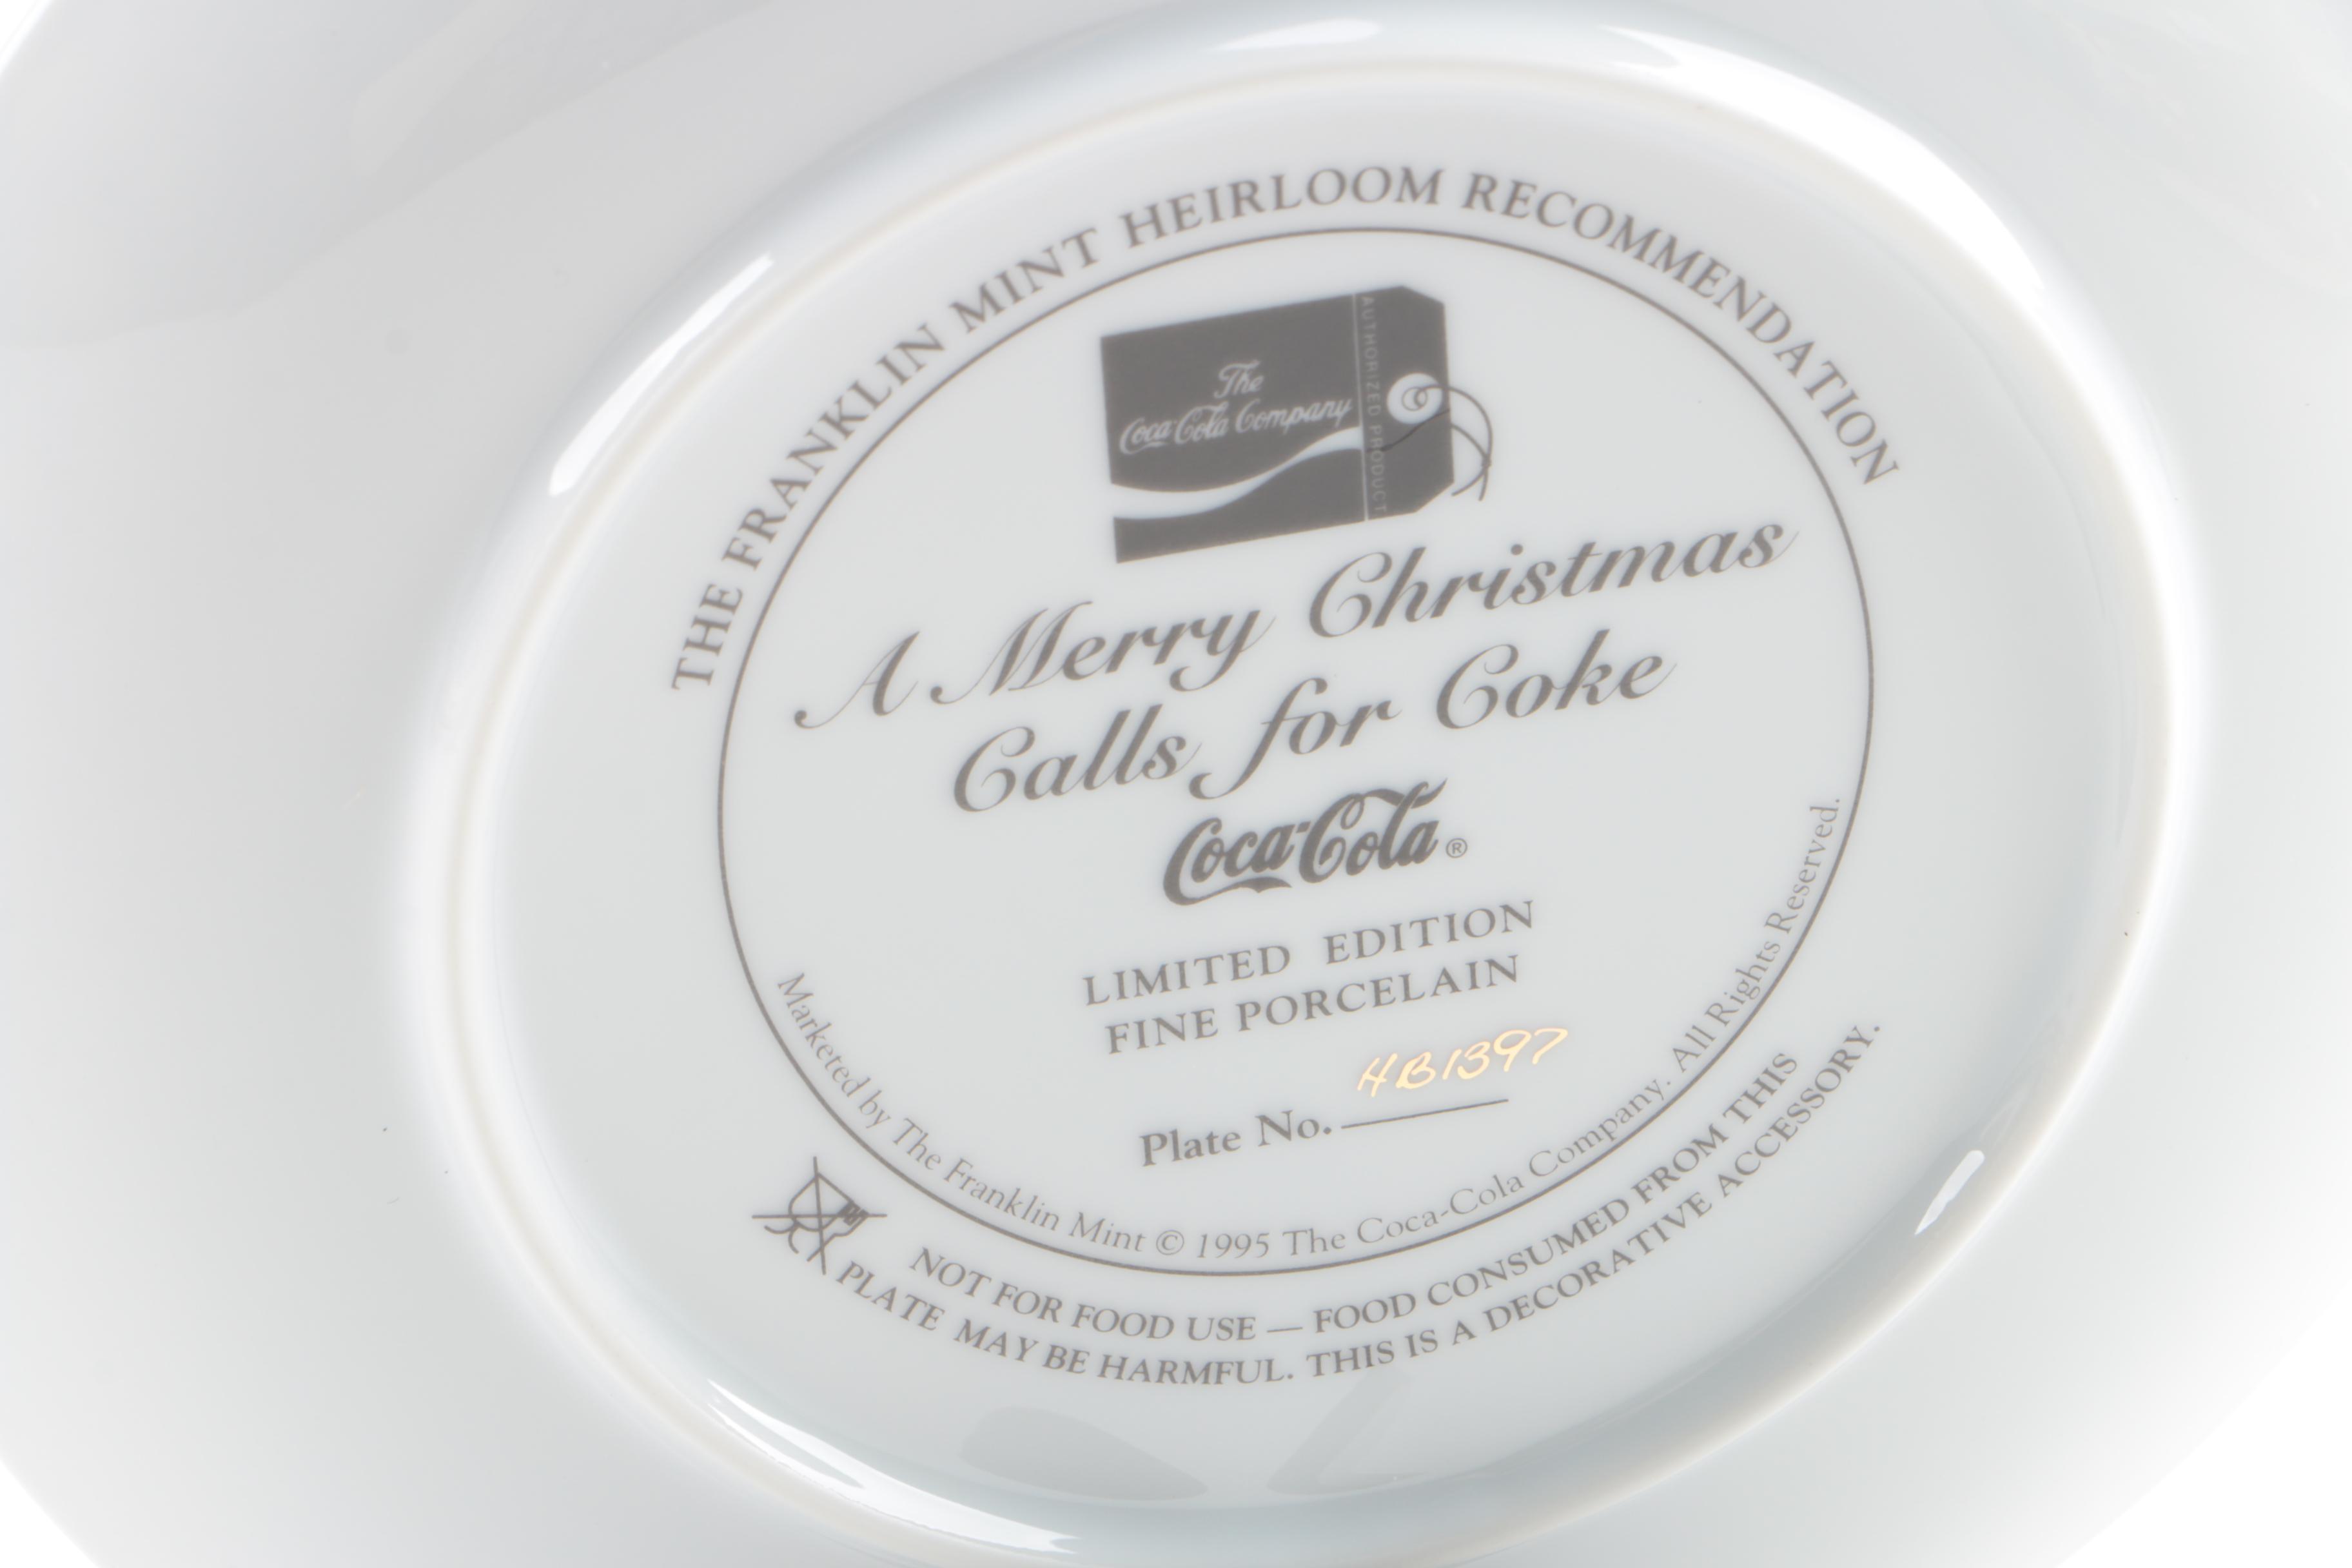 THE FRANKLIN MINT HEIRLOOM RECOMMENDATION
The
Coca-Cola Company
AUTHORIZED PRODUCT
A Merry Christmas
Calls for Coke
Coca-Cola®
LIMITED EDITION
FINE PORCELAIN
HB1397
Plate No.
Marketed by The Franklin Mint © 1995 The Coca-Cola Company. All Rights Reserved.
NOT FOR FOOD USE — FOOD CONSUMED FROM THIS
PLATE MAY BE HARMFUL. THIS IS A DECORATIVE ACCESSORY.